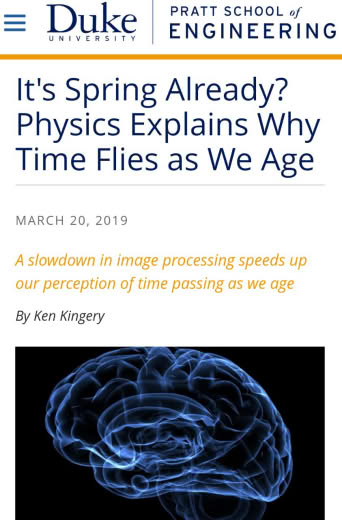 Duke
UNIVERSITY
PRATT SCHOOL of
ENGINEERING
It's Spring Already?
Physics Explains Why
Time Flies as We Age
MARCH 20, 2019
A slowdown in image processing speeds up
our perception of time passing as we age
By Ken Kingery